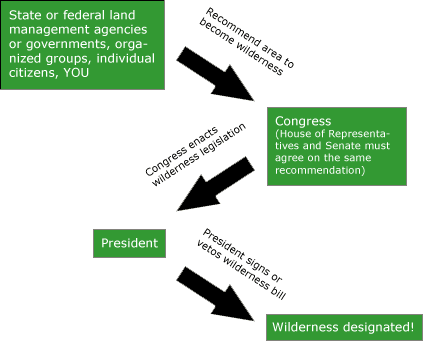 State or federal land
management agencies
or governments, orga-
nized groups, individual
citizens, YOU
Recommend area to
become wilderness
Congress
(House of Representa-
tives and Senate must
agree on the same
recommendation)
Congress enacts
wilderness legislation
President
President signs or
vetos wilderness bill
Wilderness designated!